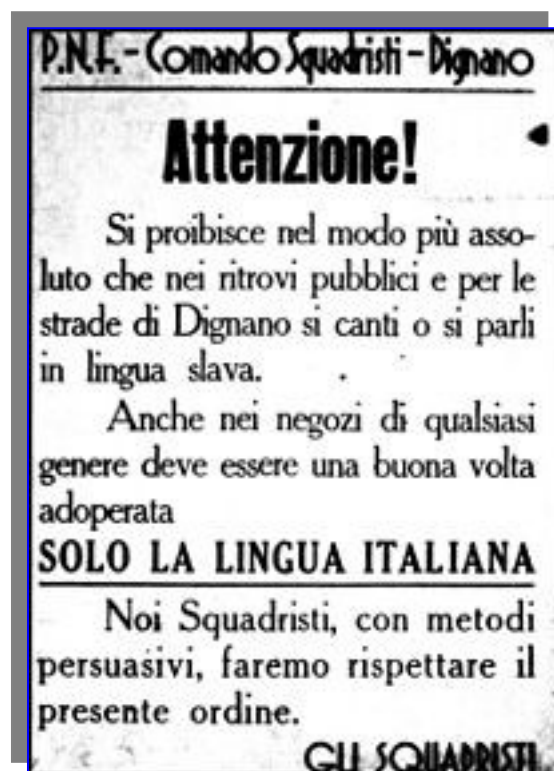 P.N.F. - Comando Squadristi - Dignano
Attenzione!
Si proibisce nel modo più asso-
luto che nei ritrovi pubblici e per le
strade di Dignano si canti o si parli
in lingua slava.
Anche nei negozi di qualsiasi
genere deve essere una buona volta
adoperata
SOLO LA LINGUA ITALIANA
Noi Squadristi, con metodi
persuasivi, faremo rispettare il
presente ordine.
GLI SQUADRISTI